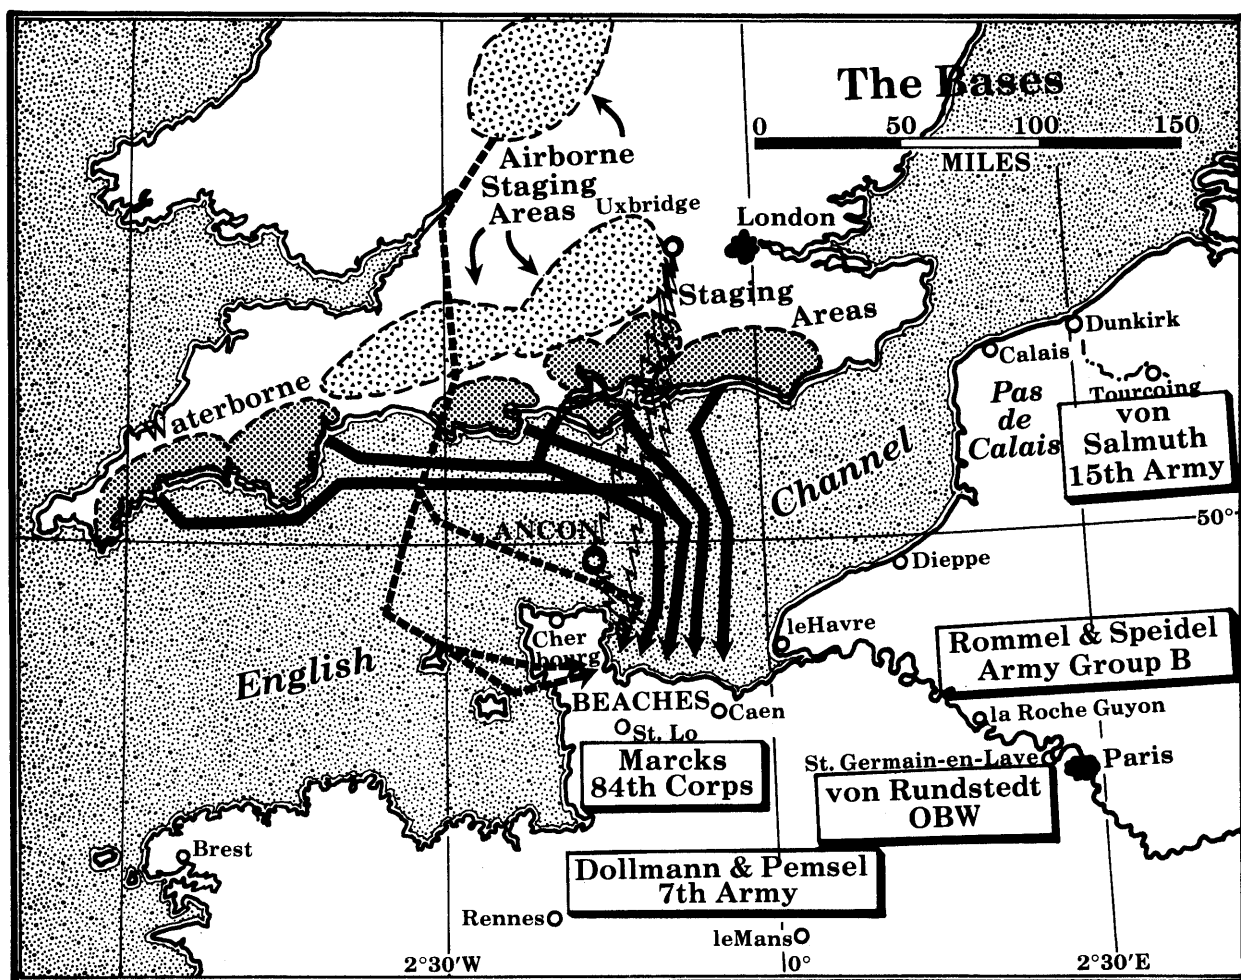 The Bases
0 50 100 150
MILES
Airborne
Staging
Areas
Uxbridge
London
Staging
Areas
Waterborne
Dunkirk
Calais
Tourcoing
Pas
de
Calais
von
Salmuth
15th Army
Channel
50°
ANCON
Dieppe
Cher
bourg
leHavre
English
Rommel & Speidel
Army Group B
BEACHES
Caen
la Roche Guyon
St. Lo
Marcks
84th Corps
St. Germain-en-Laye
Paris
von Rundstedt
OBW
Brest
Dollmann & Pemsel
7th Army
Rennes
leMans
2°30′W
0°
2°30′E